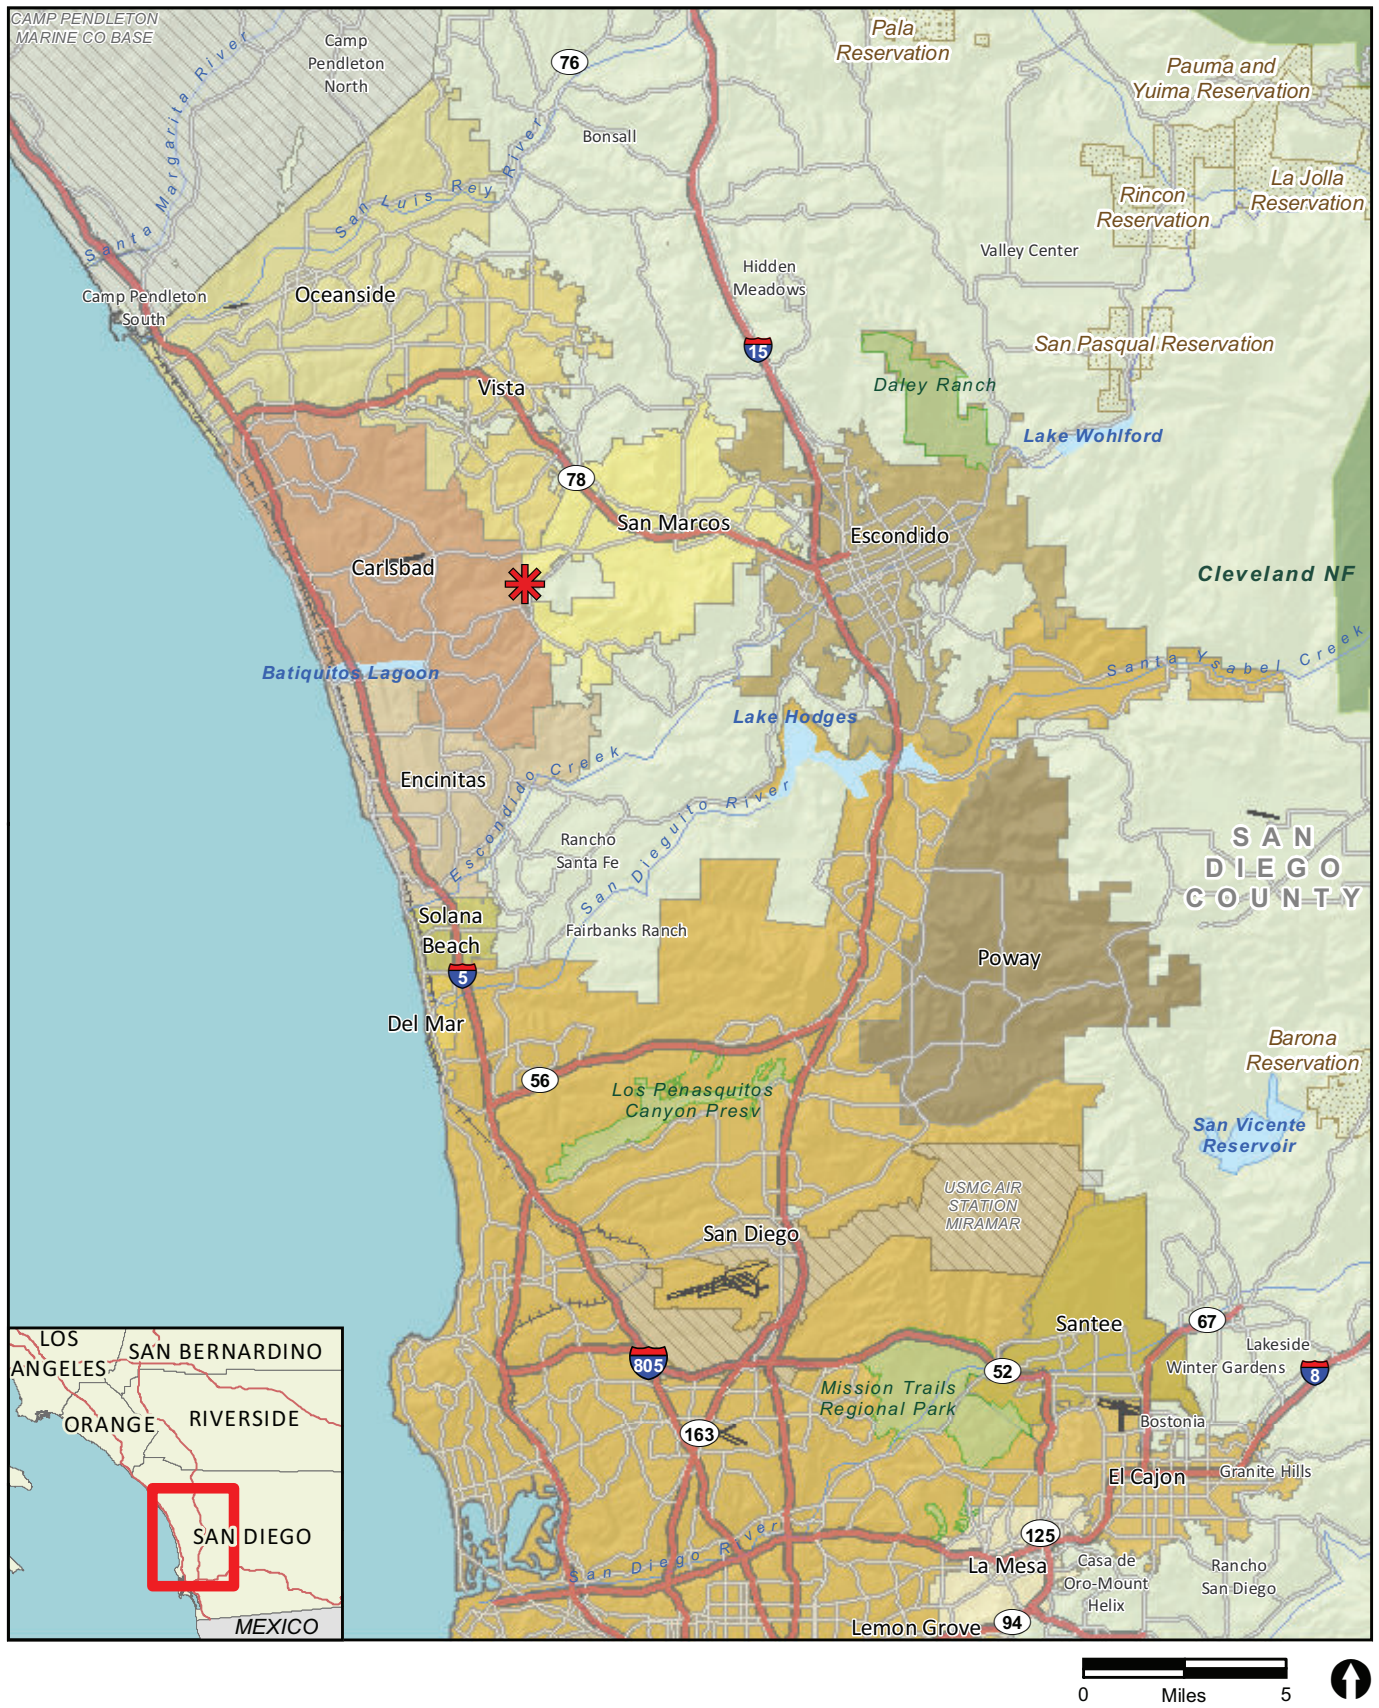 CAMP PENDLETON
MARINE CO BASE
Camp
Pendleton
North
76
Pala
Reservation
Pauma and
Yuima Reservation
Santa Margarita River
Bonsall
San Luis Rey River
Rincon
Reservation
La Jolla
Reservation
Valley Center
Hidden
Meadows
Camp Pendleton
South
Oceanside
15
San Pasqual Reservation
Daley Ranch
Vista
Lake Wohlford
78
San Marcos
Escondido
Carlsbad
Cleveland NF
Batiquitos Lagoon
Santa Ysabel Creek
Lake Hodges
Encinitas
Escondido Creek
San Dieguito River
Rancho
Santa Fe
SAN
DIEGO
COUNTY
Solana
Beach
Fairbanks Ranch
Poway
5
Del Mar
Barona
Reservation
56
Los Penasquitos
Canyon Presv
San Vicente
Reservoir
USMC AIR
STATION
MIRAMAR
San Diego
Santee
67
Lakeside
Winter Gardens
805
52
8
Mission Trails
Regional Park
163
Bostonia
El Cajon
Granite Hills
San Diego River
125
La Mesa
Casa de
Oro-Mount
Helix
Rancho
San Diego
Lemon Grove
94
LOS
ANGELES
SAN BERNARDINO
ORANGE
RIVERSIDE
SAN DIEGO
MEXICO
0
Miles
5